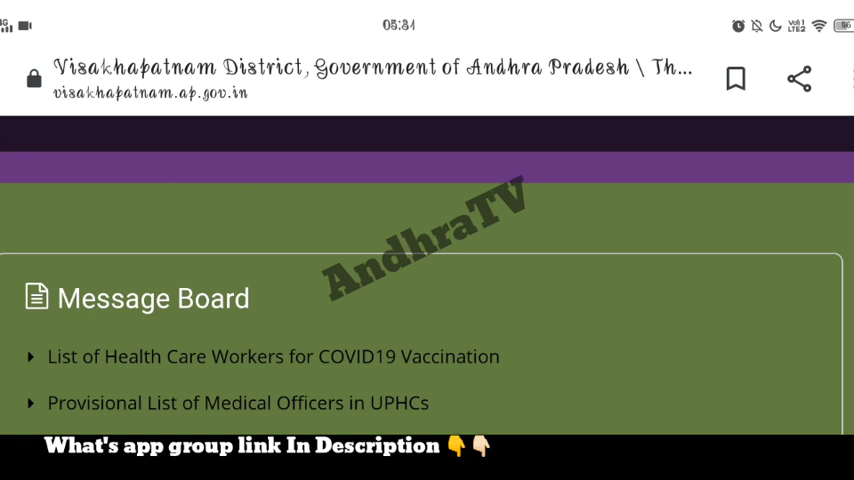 05:31
Visakhapatnam District, Government of Andhra Pradesh \ Th...
visakhapatnam.ap.gov.in
AndhraTV
Message Board
List of Health Care Workers for COVID19 Vaccination
Provisional List of Medical Officers in UPHCs
What's app group link In Description 👇👇🏻